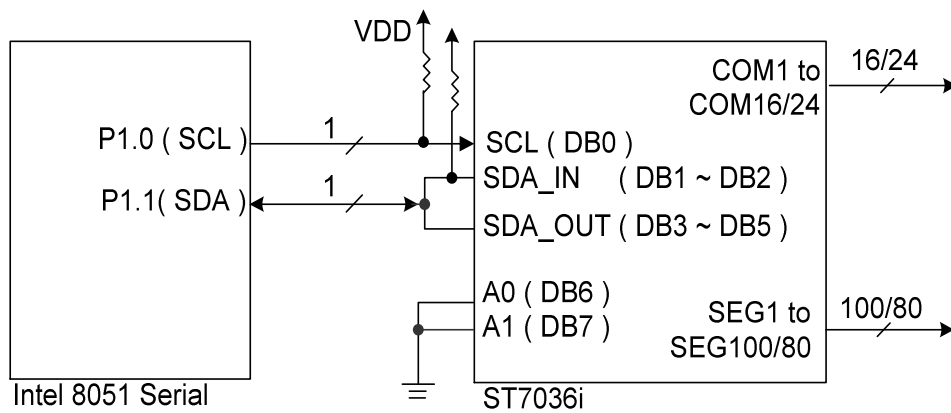 VDD
16/24
COM1 to
COM16/24
P1.0 ( SCL )
1
SCL ( DB0 )
SDA_IN ( DB1 ~ DB2 )
P1.1( SDA )
1
SDA_OUT ( DB3 ~ DB5 )
A0 ( DB6 )
A1 ( DB7 )
SEG1 to
SEG100/80
100/80
Intel 8051 Serial
ST7036i